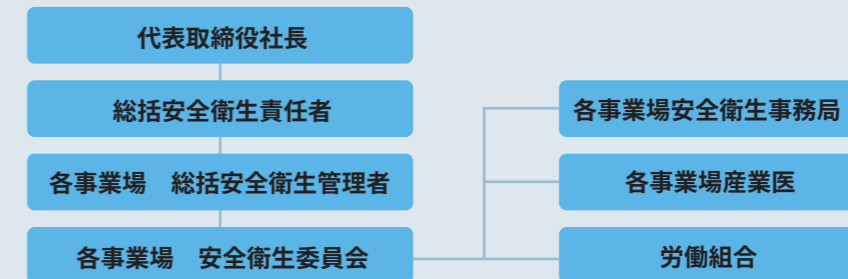 代表取締役社長
総括安全衛生責任者
各事業場　総括安全衛生管理者
各事業場　安全衛生委員会
各事業場安全衛生事務局
各事業場産業医
労働組合